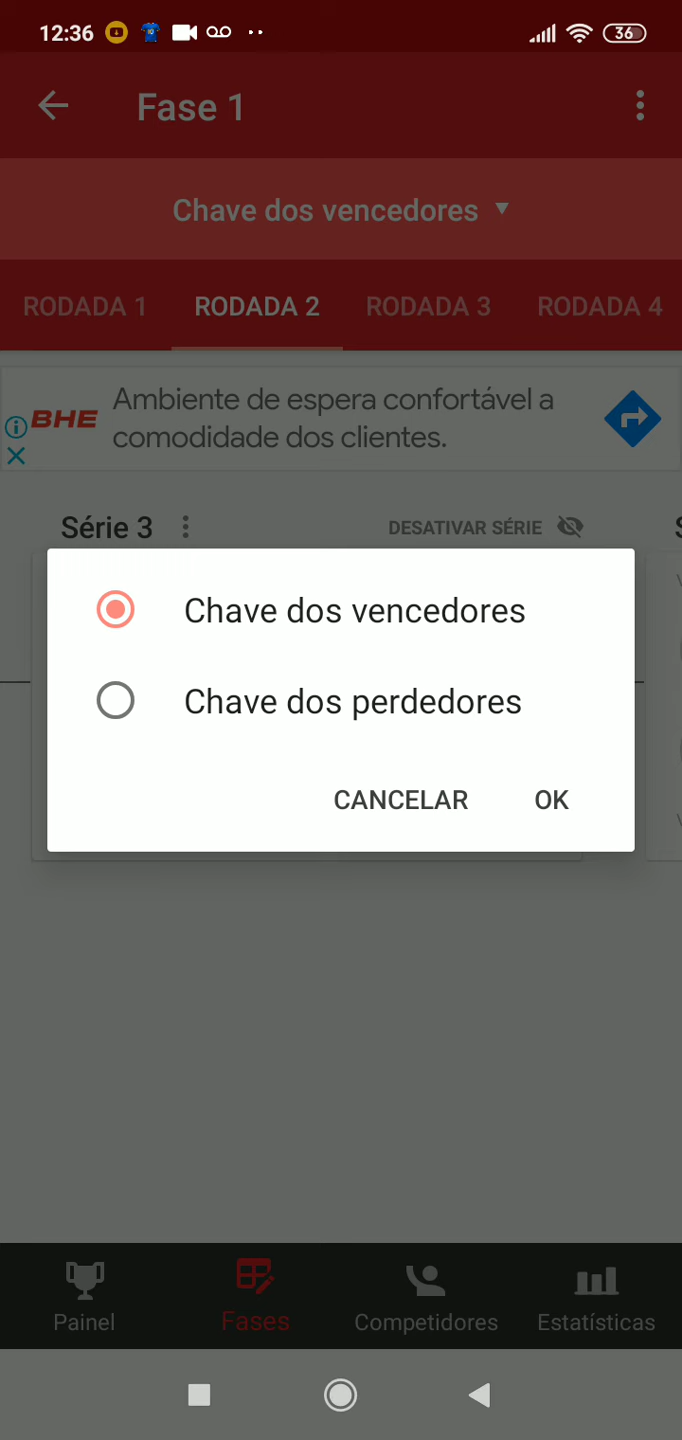 12:36
36
Fase 1
Chave dos vencedores
RODADA 1 RODADA 2 RODADA 3 RODADA 4
BHE
Ambiente de espera confortável a
comodidade dos clientes.
Série 3 DESATIVAR SÉRIE
Chave dos vencedores
Chave dos perdedores
CANCELAR OK
Painel Fases Competidores Estatísticas